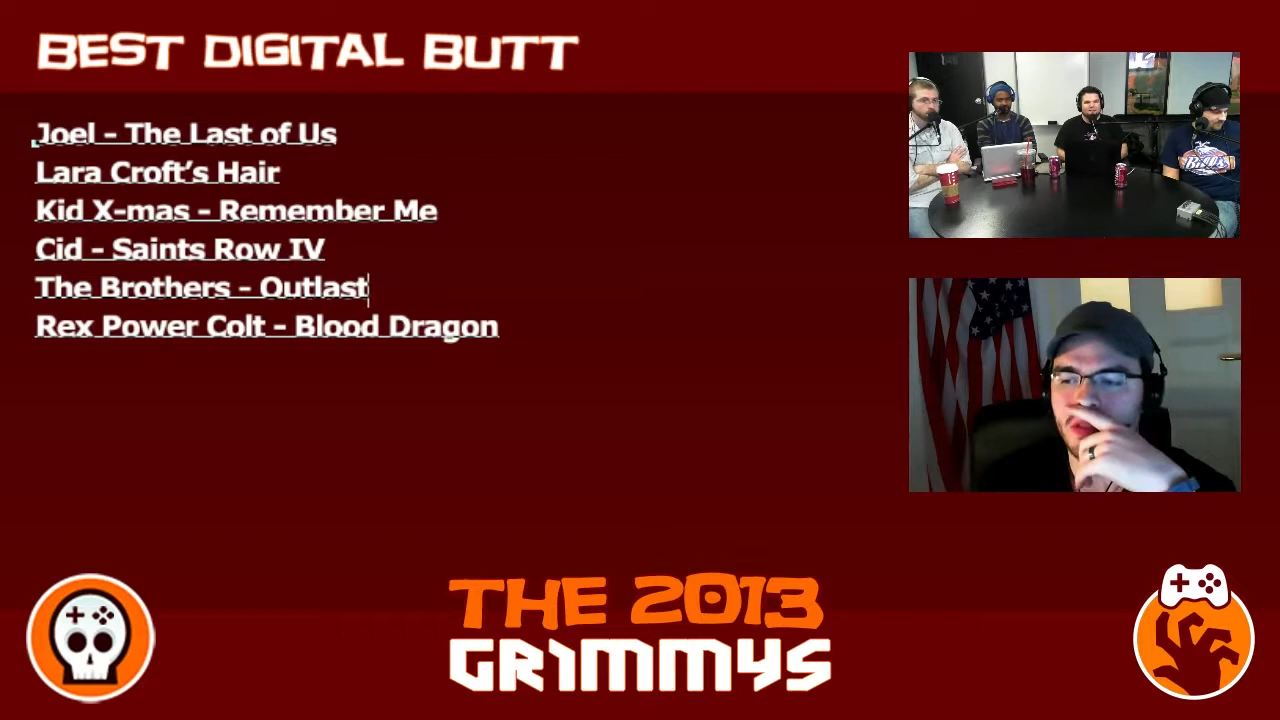 BEST DIGITAL BUTT
Joel - The Last of Us
Lara Croft's Hair
Kid X-mas - Remember Me
Cid - Saints Row IV
The Brothers - Outlast
Rex Power Colt - Blood Dragon
THE 2013
GR1MM4S